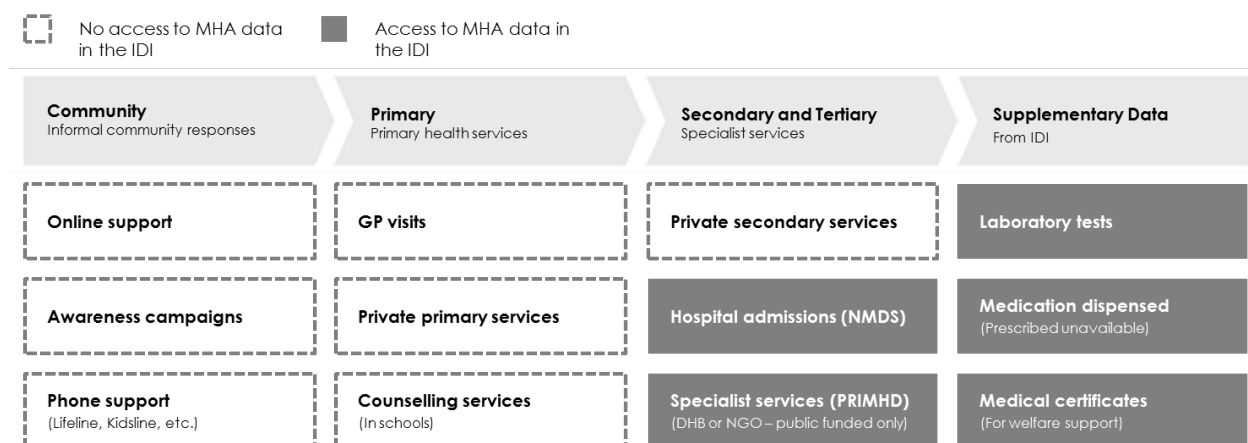 No access to MHA data
in the IDI
Access to MHA data in
the IDI
Community
Informal community responses
Primary
Primary health services
Secondary and Tertiary
Specialist services
Supplementary Data
From IDI
Online support
GP visits
Private secondary services
Laboratory tests
Awareness campaigns
Private primary services
Hospital admissions (NMDS)
Medication dispensed
(Prescribed unavailable)
Phone support
(Lifeline, Kidsline, etc.)
Counselling services
(In schools)
Specialist services (PRIMHD)
(DHB or NGO – public funded only)
Medical certificates
(For welfare support)